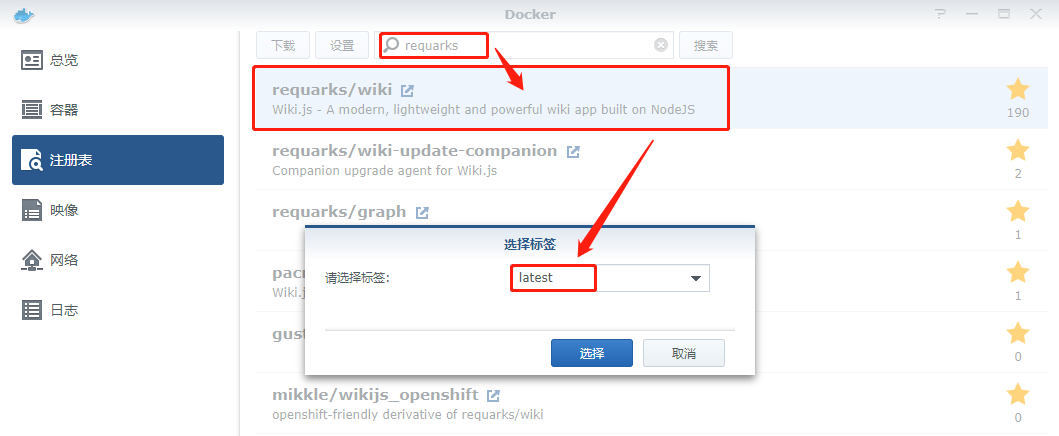 Docker
总览
容器
注册表
映像
网络
日志
下载 设置 requarks 搜索
requarks/wiki
Wiki.js - A modern, lightweight and powerful wiki app built on NodeJS
190
requarks/wiki-update-companion
Companion upgrade agent for Wiki.js
2
requarks/graph
1
选择标签
请选择标签: latest
选择 取消
Wiki.j
1
gust
0
mikkle/wikijs_openshift
openshift-friendly derivative of requarks/wiki
0